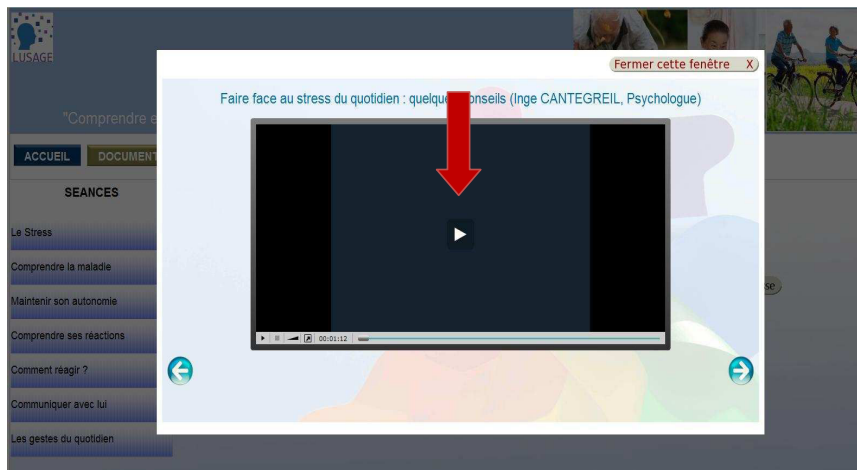 LUSAGE
Fermer cette fenêtre X
Faire face au stress du quotidien : quelque onseils (Inge CANTEGREIL, Psychologue)
"Comprendre e
ACCUEIL
DOCUMENT
SEANCES
Le Stress
Comprendre la maladie
Maintenir son autonomie
Comprendre ses réactions
Comment réagir ?
Communiquer avec lui
Les gestes du quotidien
se
00:01:12